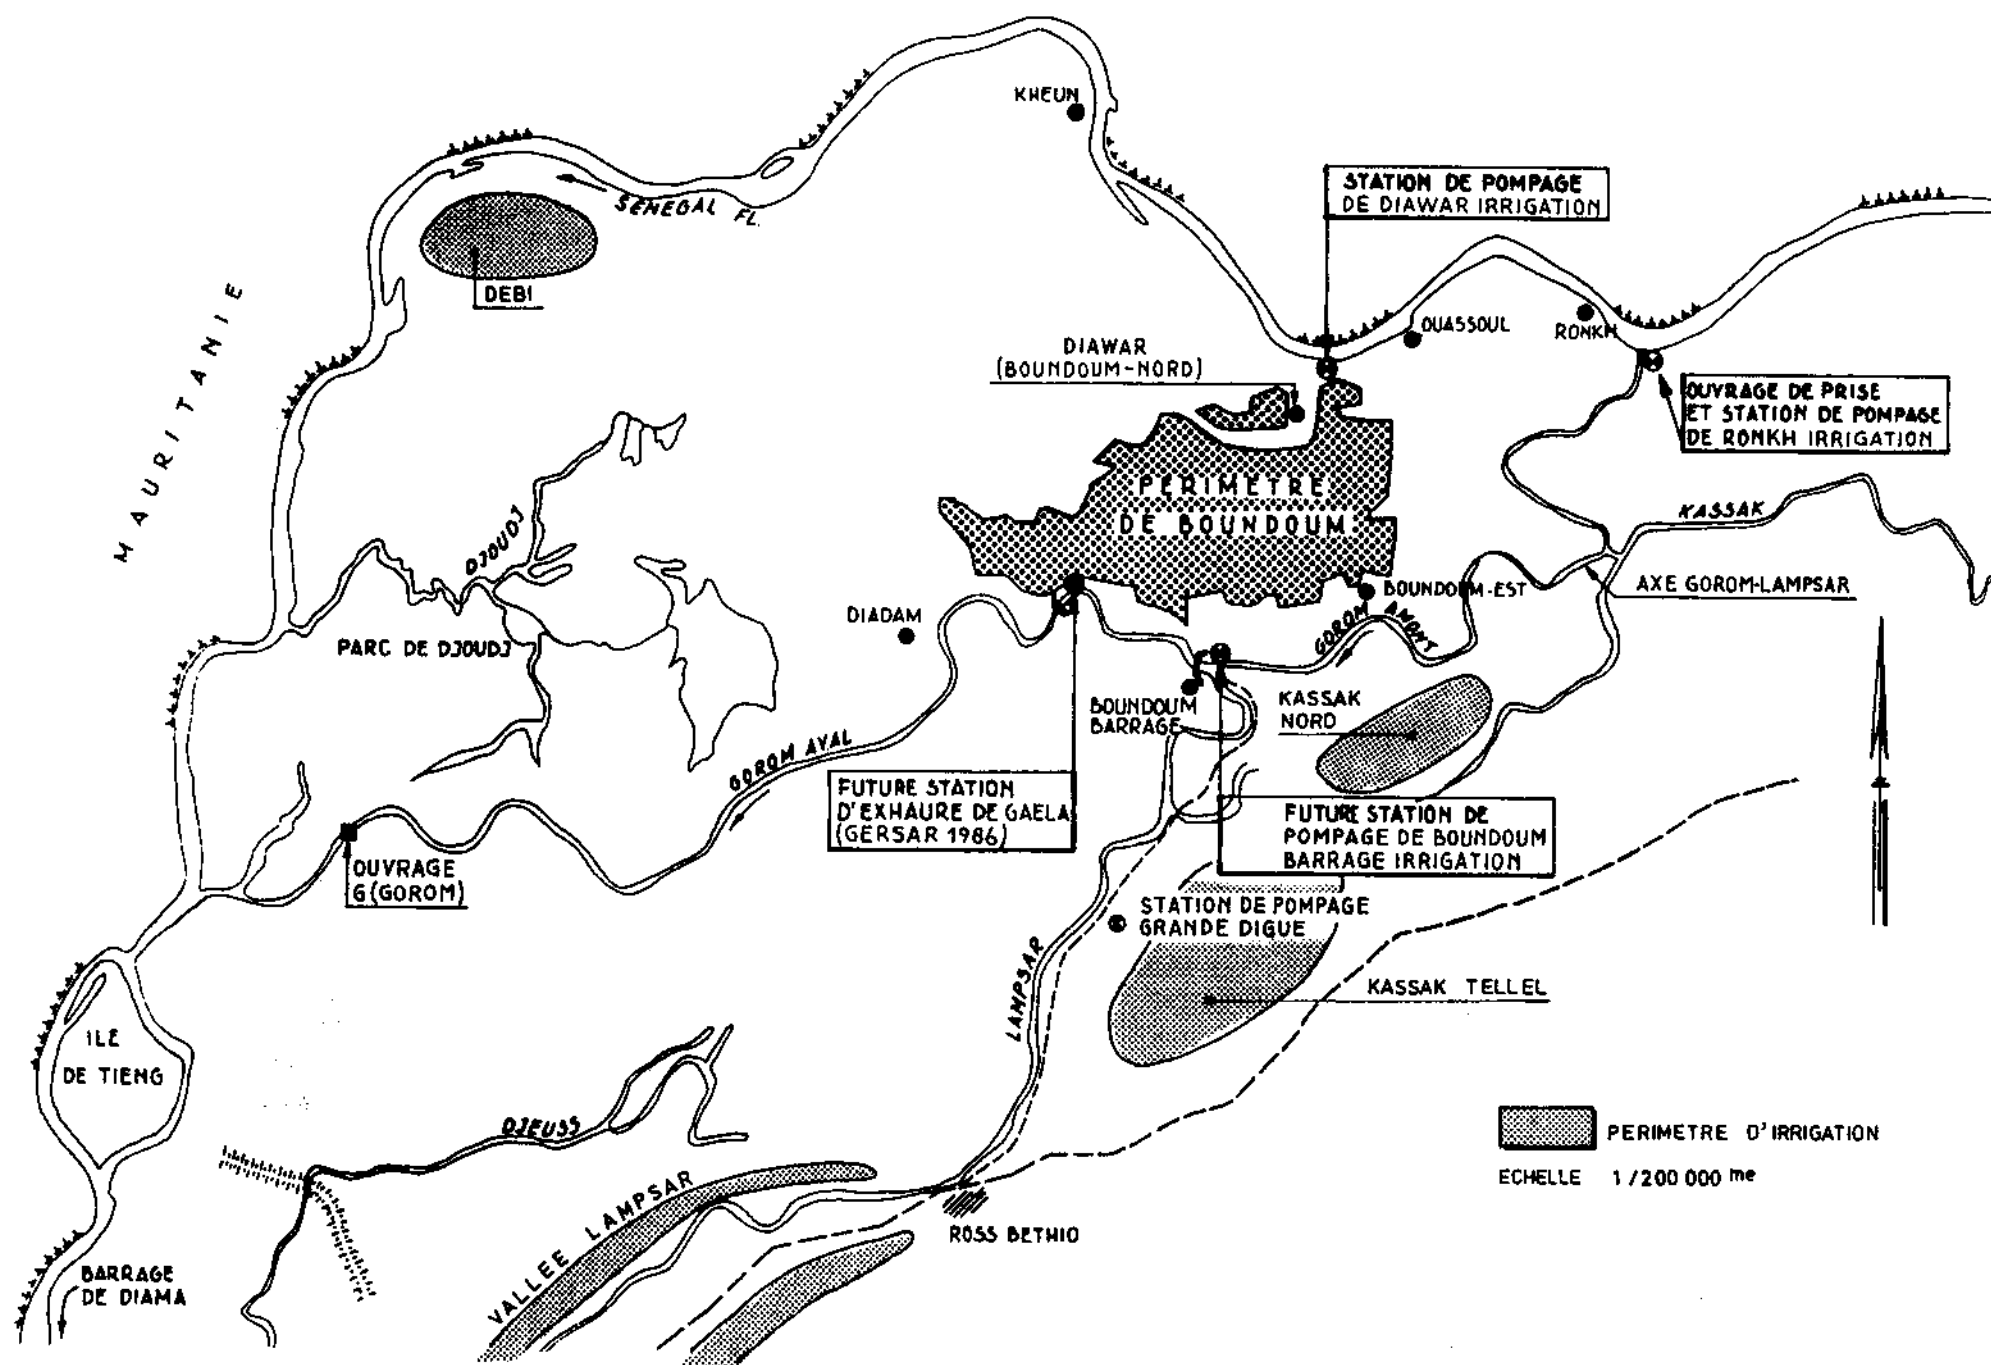 KHEUN
STATION DE POMPAGE
DE DIAWAR IRRIGATION
SENEGAL FL.
DEBI
MAURITANIE
OUASSOUL
RONKH
DIAWAR
(BOUNDOUM-NORD)
OUVRAGE DE PRISE
ET STATION DE POMPAGE
DE RONKH IRRIGATION
PERIMETRE
DE BOUNDOUM
KASSAK
DJOUDJ
AXE GOROM-LAMPSAR
BOUNDOUM-EST
DIADAM
GOROM AMONT
PARC DE DJOUDJ
KASSAK
NORD
BOUNDOUM
BARRAGE
GOROM AVAL
FUTURE STATION
D'EXHAURE DE GAELA
(GERSAR 1986)
FUTURE STATION DE
POMPAGE DE BOUNDOUM
BARRAGE IRRIGATION
OUVRAGE
G (GOROM)
STATION DE POMPAGE
GRANDE DIGUE
LAMPSAR
KASSAK TELLEL
ILE
DE TIENG
DJEUSS
PERIMETRE D'IRRIGATION
ECHELLE 1/200 000 me
VALLEE LAMPSAR
ROSS BETHIO
BARRAGE
DE DIAMA